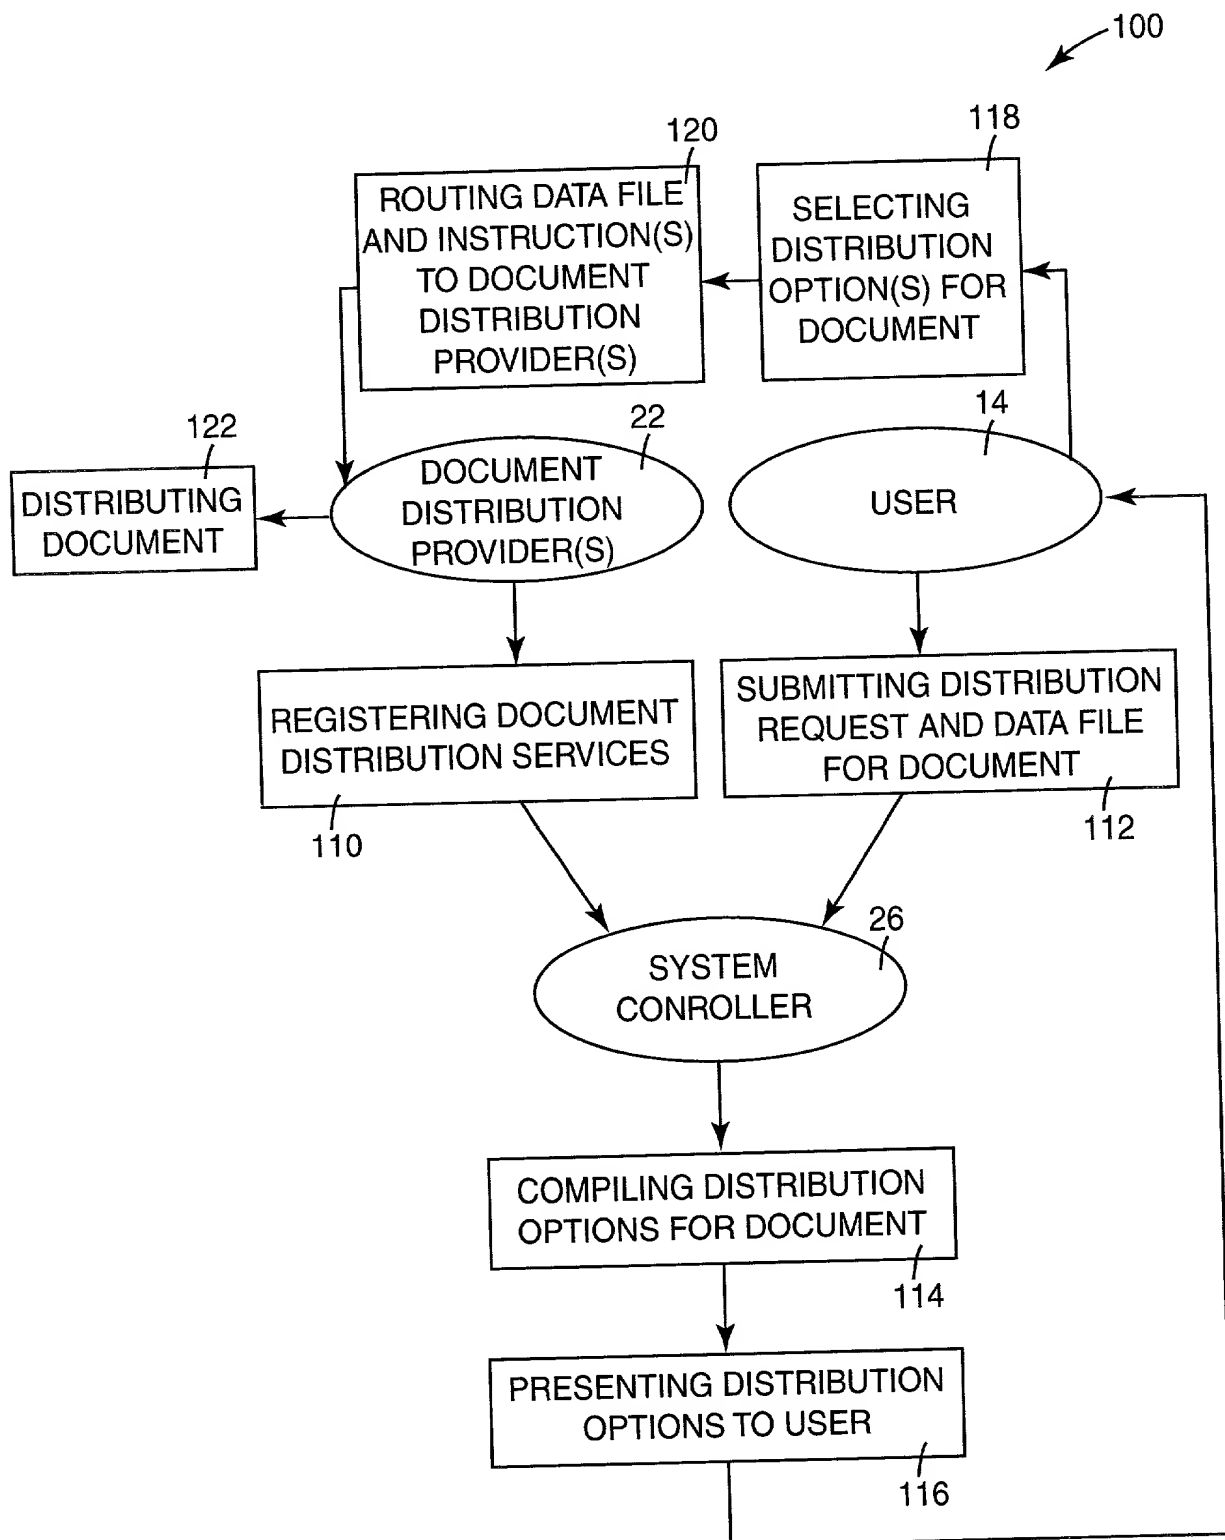 100
118
120
ROUTING DATA FILE
AND INSTRUCTION(S)
TO DOCUMENT
DISTRIBUTION
PROVIDER(S)
SELECTING
DISTRIBUTION
OPTION(S) FOR
DOCUMENT
122
22
14
DISTRIBUTING
DOCUMENT
DOCUMENT
DISTRIBUTION
PROVIDER(S)
USER
REGISTERING DOCUMENT
DISTRIBUTION SERVICES
110
SUBMITTING DISTRIBUTION
REQUEST AND DATA FILE
FOR DOCUMENT
112
26
SYSTEM
CONROLLER
COMPILING DISTRIBUTION
OPTIONS FOR DOCUMENT
114
PRESENTING DISTRIBUTION
OPTIONS TO USER
116